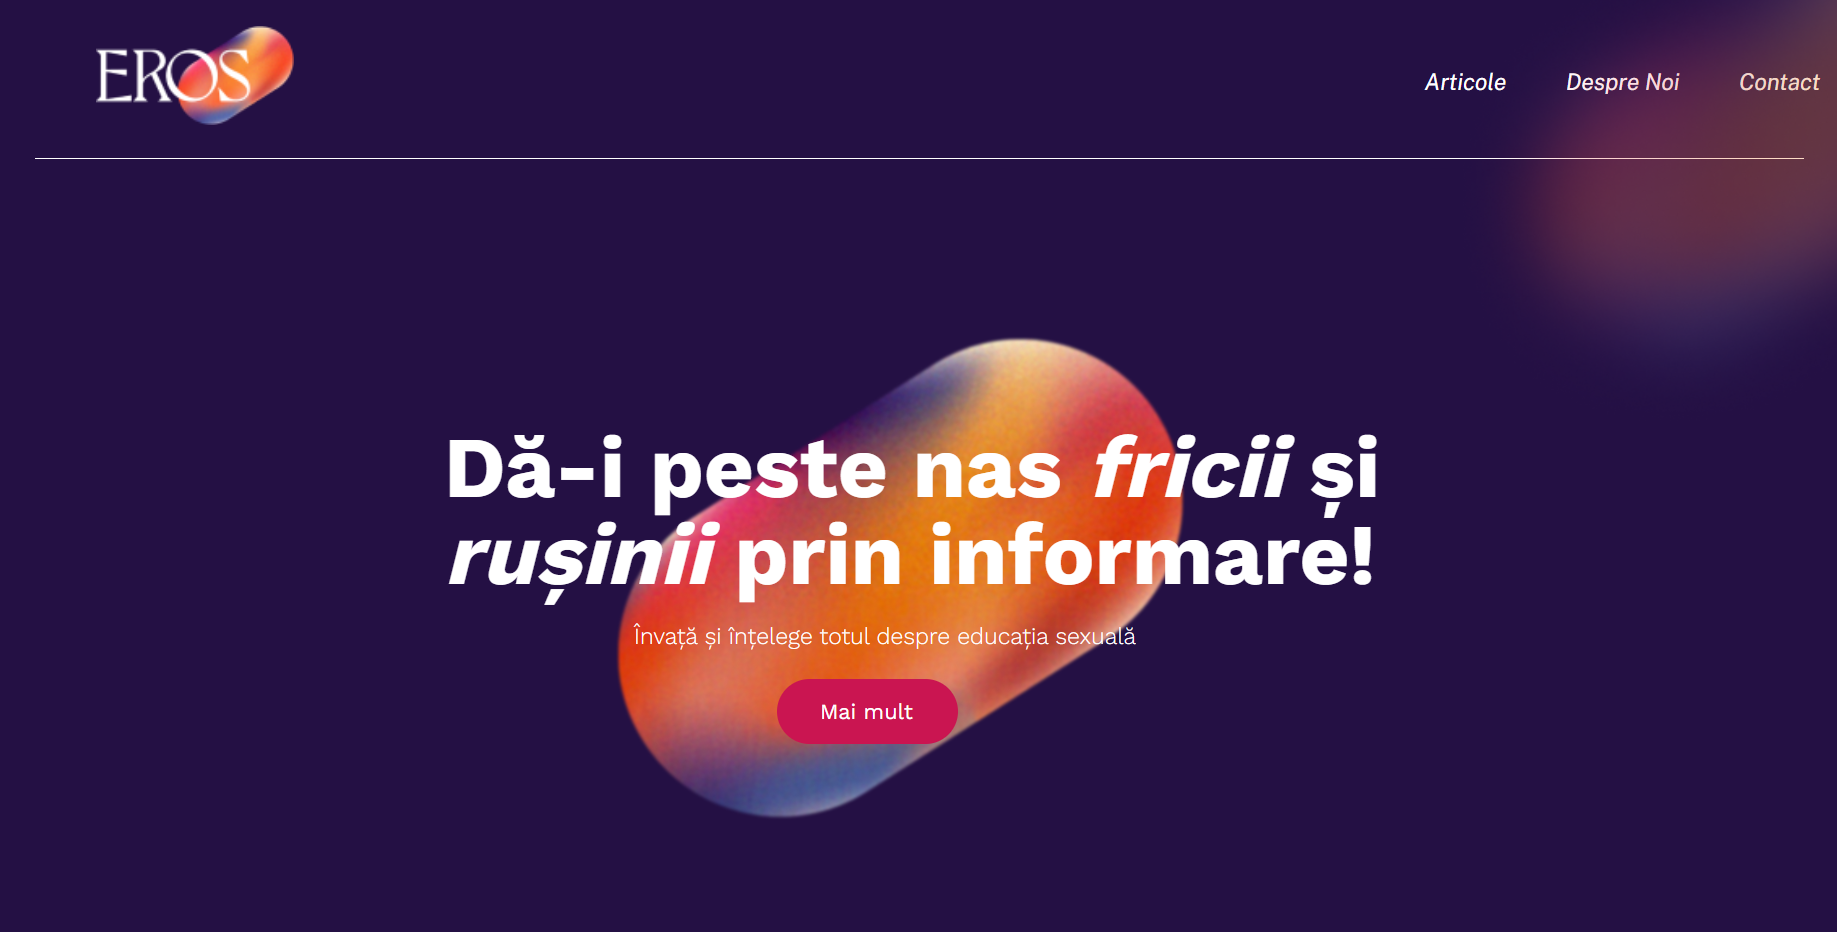 EROS
Articole
Despre Noi
Contact
Dă-i peste nas fricii și
rușinii prin informare!
Învață și înțelege totul despre educația sexuală
Mai mult